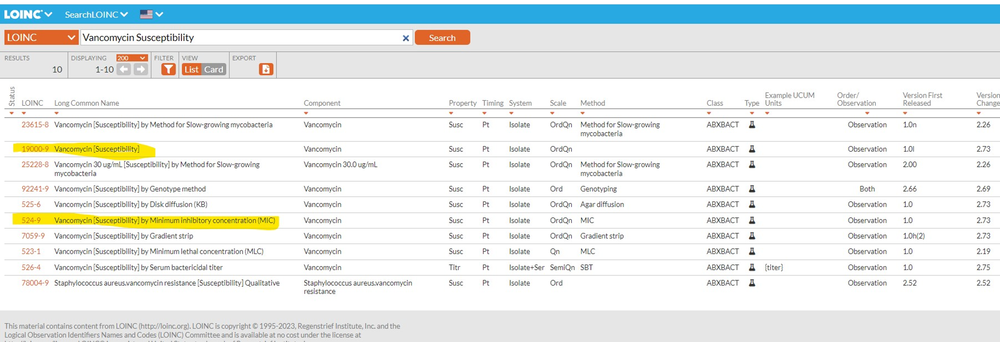 LOINC SearchLOINC
LOINC Vancomycin Susceptibility Search
RESULTS DISPLAYING 200 FILTER VIEW EXPORT
10 1-10 List Card
Status LOINC Long Common Name Component Property Timing System Scale Method Class Type Example UCUM Units Order/ Observation Version First Released Version Change
23615-8 Vancomycin [Susceptibility] by Method for Slow-growing mycobacteria Vancomycin Susc Pt Isolate OrdQn Method for Slow-growing ABXBACT Observation 1.0n 2.26
mycobacteria
19000-9 Vancomycin [Susceptibility] Vancomycin Susc Pt Isolate OrdQn ABXBACT Observation 1.0l 2.73
25228-8 Vancomycin 30 ug/mL [Susceptibility] by Method for Slow-growing Vancomycin 30.0 ug/mL Susc Pt Isolate OrdQn Method for Slow-growing ABXBACT Observation 2.00 2.26
mycobacteria mycobacteria
92241-9 Vancomycin [Susceptibility] by Genotype method Vancomycin Susc Pt Isolate Ord Genotyping ABXBACT Both 2.66 2.69
525-6 Vancomycin [Susceptibility] by Disk diffusion (KB) Vancomycin Susc Pt Isolate OrdQn Agar diffusion ABXBACT Observation 1.0 2.73
524-9 Vancomycin [Susceptibility] by Minimum inhibitory concentration (MIC) Vancomycin Susc Pt Isolate OrdQn MIC ABXBACT Observation 1.0 2.73
7059-9 Vancomycin [Susceptibility] by Gradient strip Vancomycin Susc Pt Isolate OrdQn Gradient strip ABXBACT Observation 1.0h(2) 2.73
523-1 Vancomycin [Susceptibility] by Minimum lethal concentration (MLC) Vancomycin Susc Pt Isolate Qn MLC ABXBACT Observation 1.0 2.19
526-4 Vancomycin [Susceptibility] by Serum bactericidal titer Vancomycin Titr Pt Isolate+Ser SemiQn SBT ABXBACT {titer} Observation 1.0 2.75
78004-9 Staphylococcus aureus.vancomycin resistance [Susceptibility] Qualitative Staphylococcus aureus.vancomycin Susc Pt Isolate Ord ABXBACT Observation 2.52 2.52
resistance
This material contains content from LOINC (http://loinc.org). LOINC is copyright © 1995-2023, Regenstrief Institute, Inc. and the
Logical Observation Identifiers Names and Codes (LOINC) Committee and is available at no cost under the license at